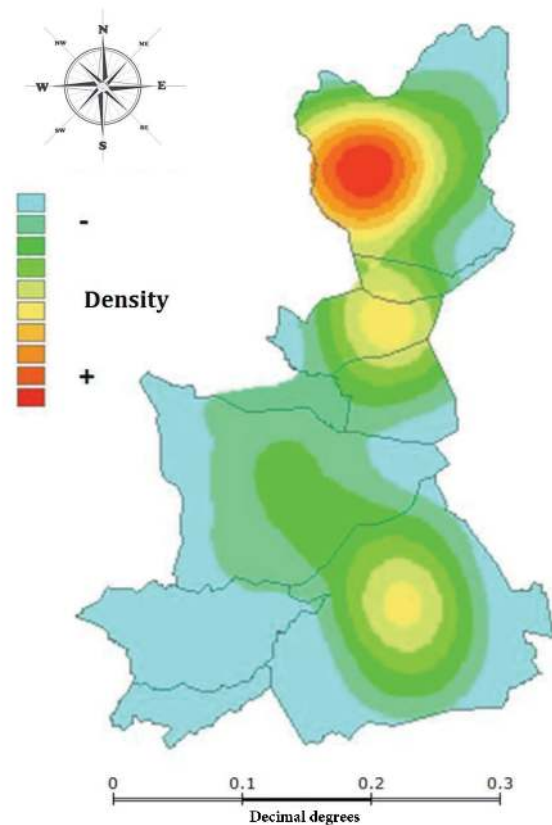 N
NW
NE
W
E
SW
SE
S
-
Density
+
0
0.1
0.2
0.3
Decimal degrees